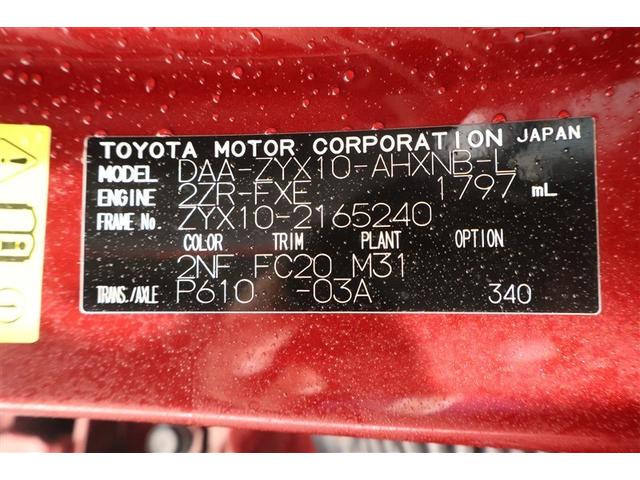 TOYOTA MOTOR CORPORATION JAPAN
MODEL DAA-ZYX10-AHXNB-L
ENGINE 2ZR-FXE 1797 mL
FRAME No. ZYX10-2165240
COLOR TRIM PLANT OPTION
2NF FC20 M31
TRANS./AXLE P610 -03A 340